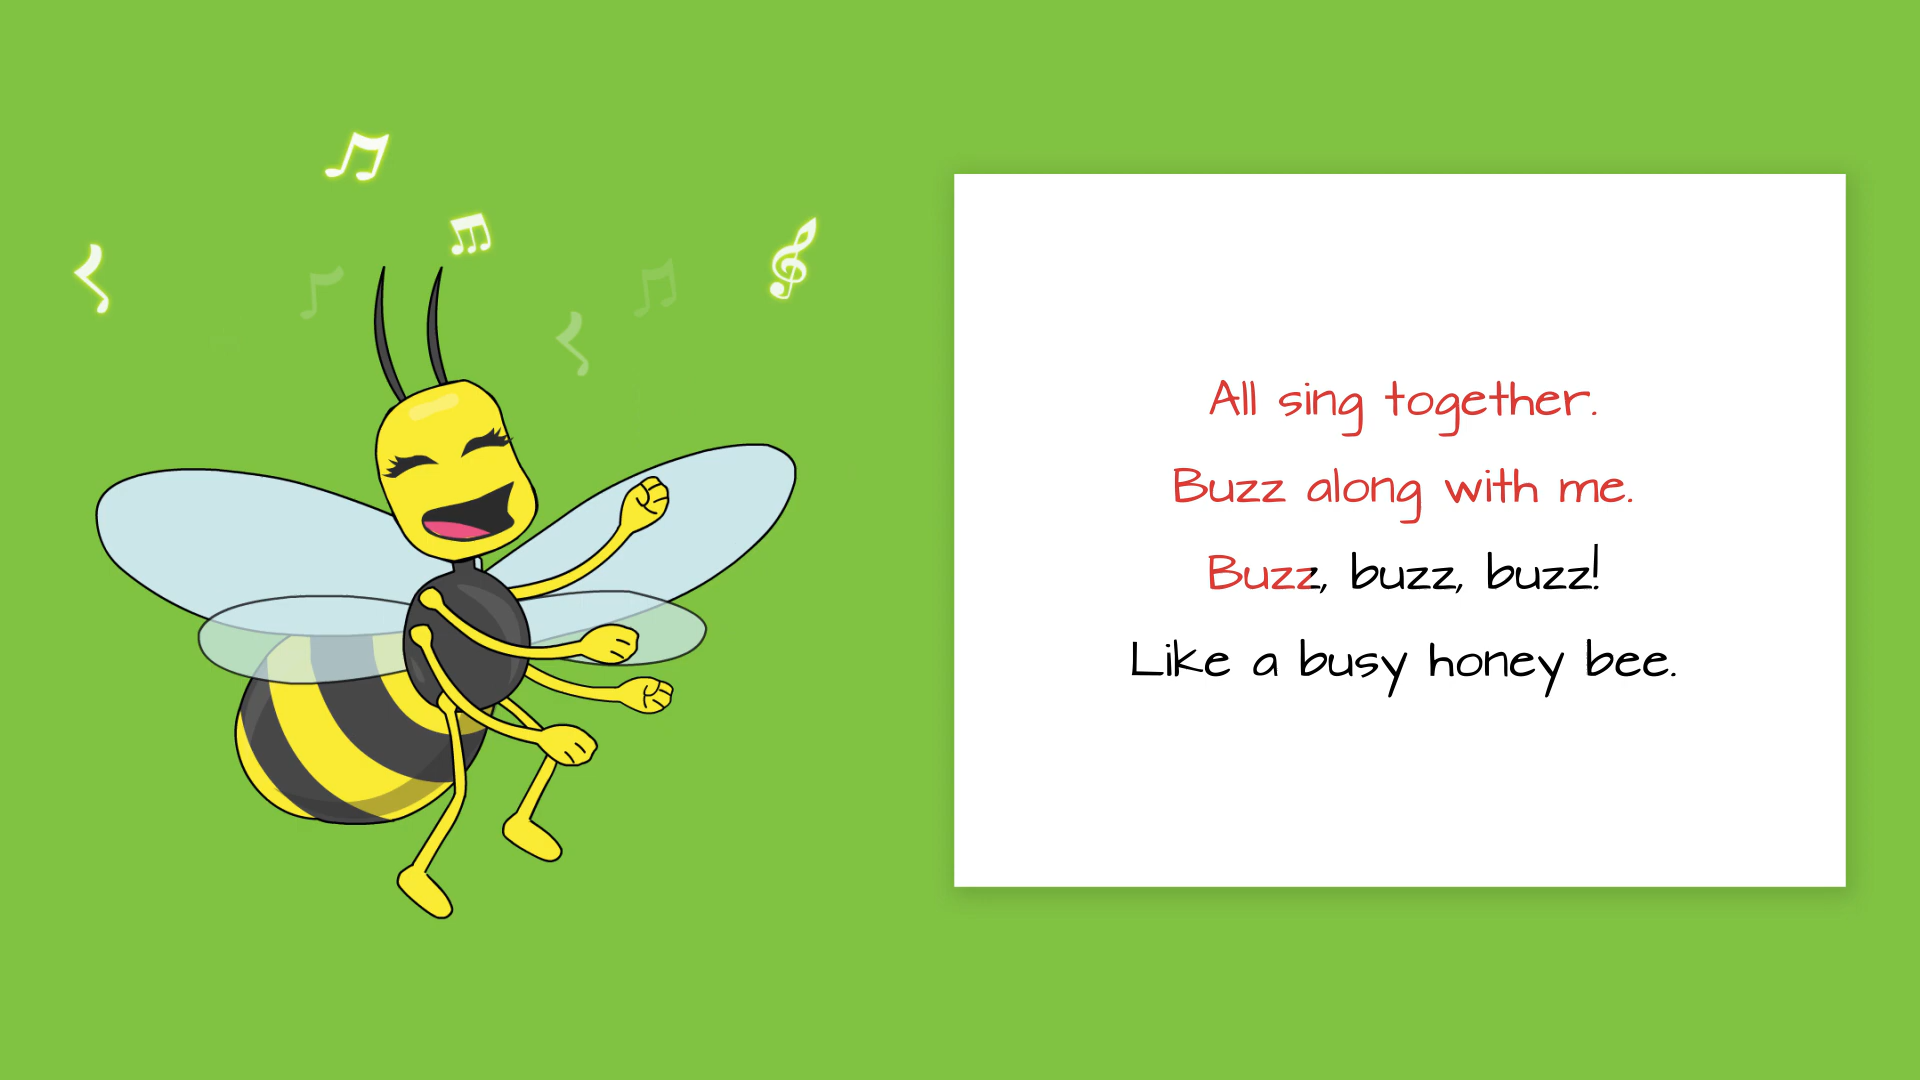 All sing together.
Buzz along with me.
Buzz, buzz, buzz!
Like a busy honey bee.